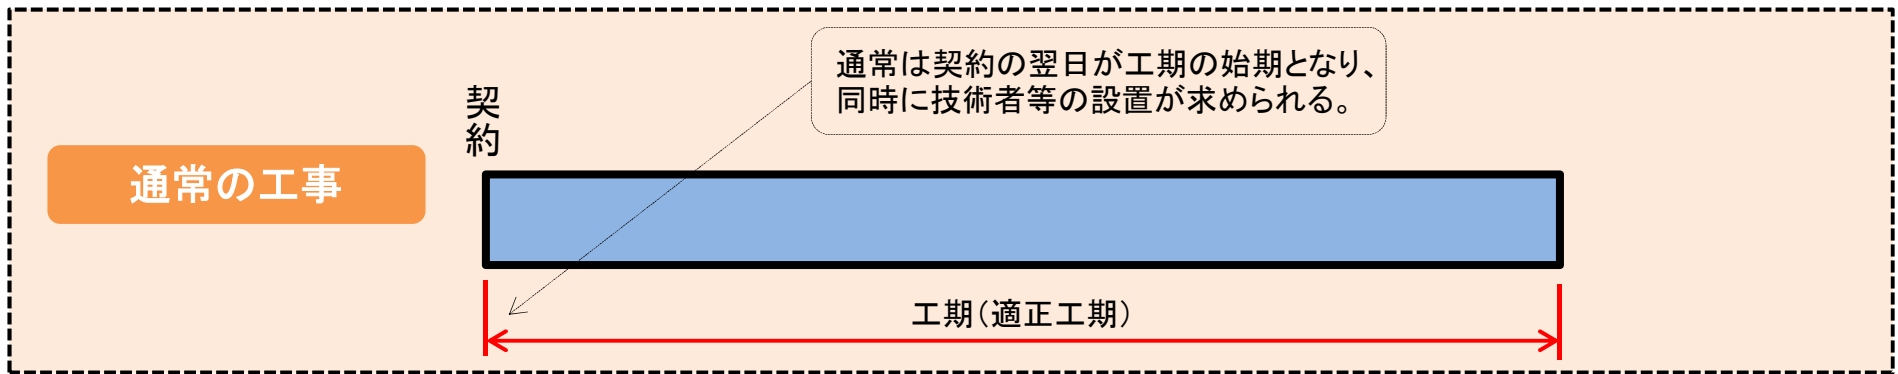 通常は契約の翌日が工期の始期となり、
同時に技術者等の設置が求められる。
契約
通常の工事
工期（適正工期）